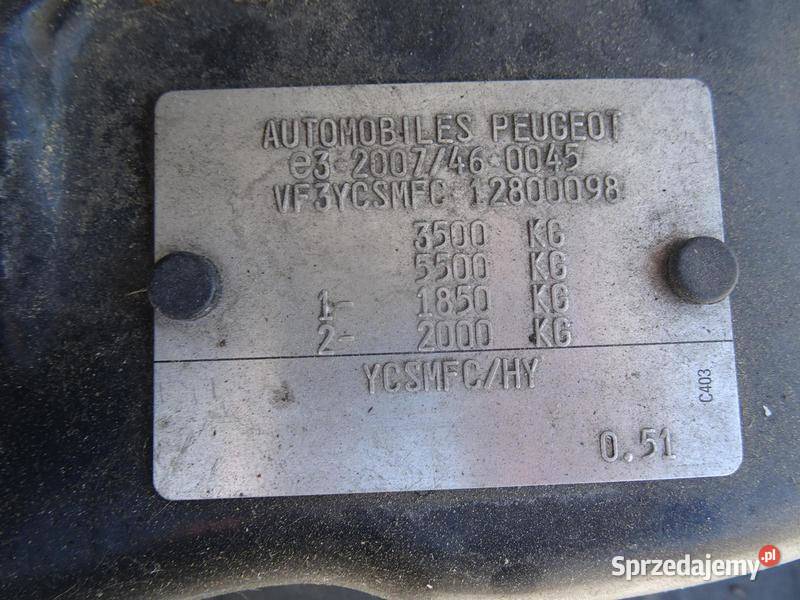 AUTOMOBILES PEUGEOT
e3 2007/46 0045
VF3YCSMFC 12800098
3500 KG
5500 KG
1- 1850 KG
2- 2000 KG
YCSMFC/HY
C403
0.51
Sprzedajemy.pl